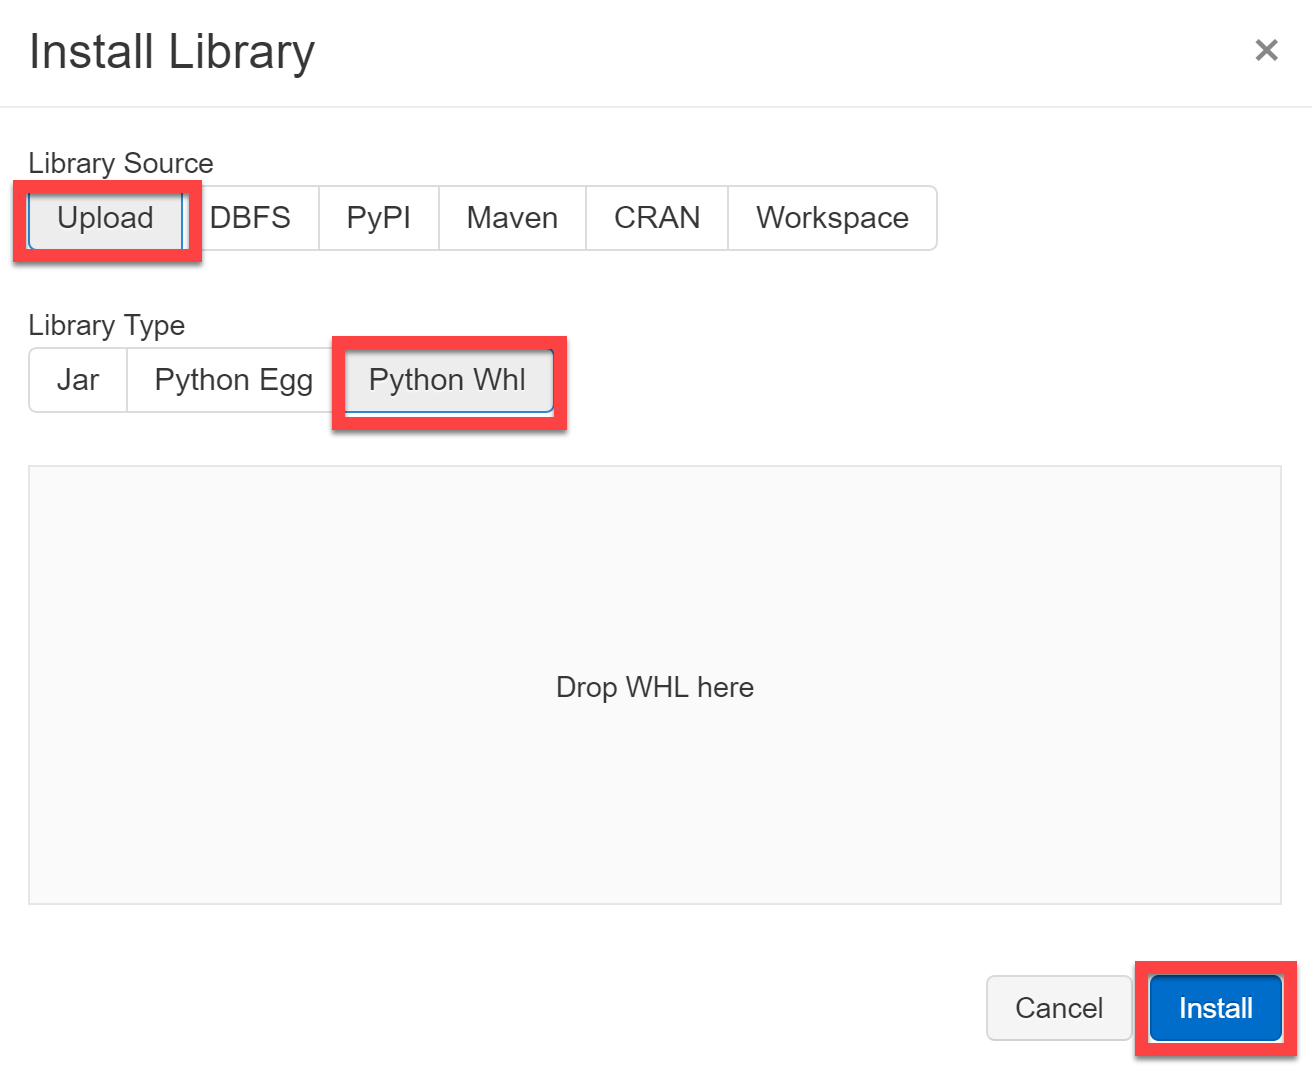 Install Library ×
Library Source
Upload DBFS PyPI Maven CRAN Workspace
Library Type
Jar Python Egg Python Whl
Drop WHL here
Cancel Install